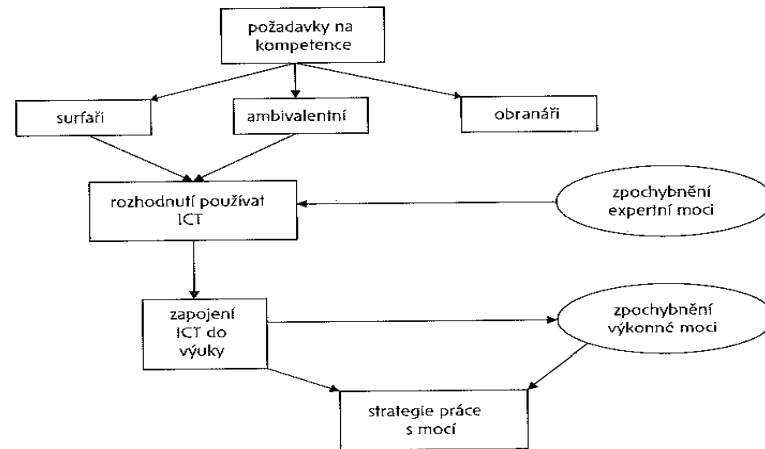 požadavky na
kompetence
surfaři
ambivalentní
obranáři
rozhodnutí používat
ICT
zpochybnění
expertní moci
zapojení
ICT do
výuky
zpochybnění
výkonné moci
strategie práce
s mocí